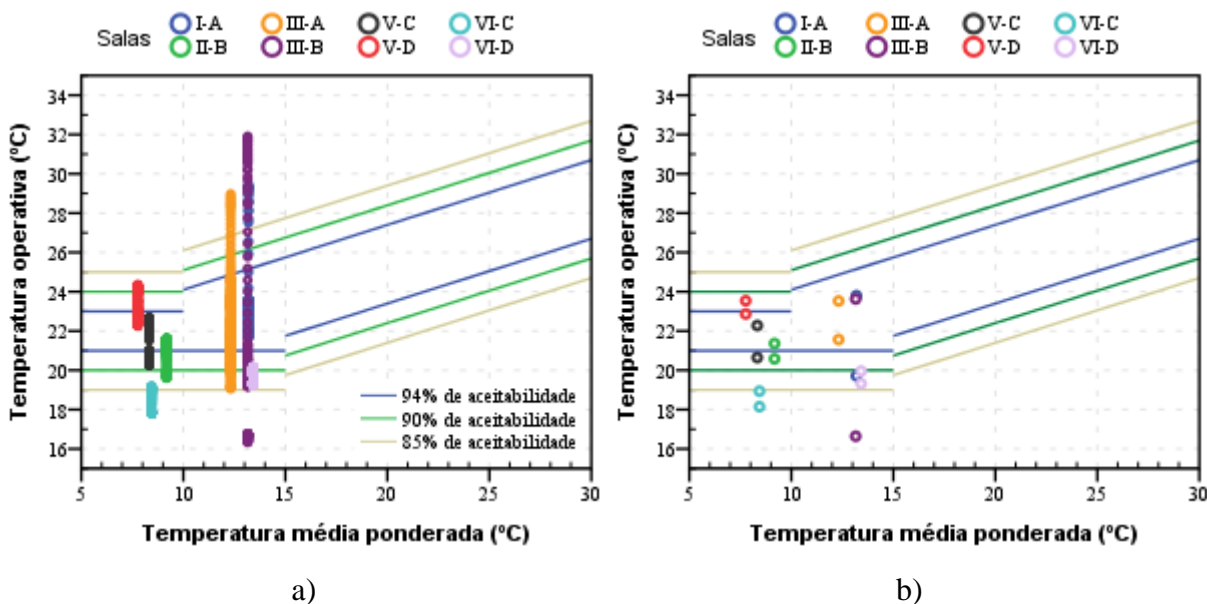 Salas I-A III-A V-C VI-C
II-B III-B V-D VI-D
Temperatura operativa (ºC)
34
32
30
28
26
24
22
20
18
16
94% de aceitabilidade
90% de aceitabilidade
85% de aceitabilidade
5 10 15 20 25 30
Temperatura média ponderada (ºC)
a)
Salas I-A III-A V-C VI-C
II-B III-B V-D VI-D
Temperatura operativa (ºC)
34
32
30
28
26
24
22
20
18
16
5 10 15 20 25 30
Temperatura média ponderada (ºC)
b)